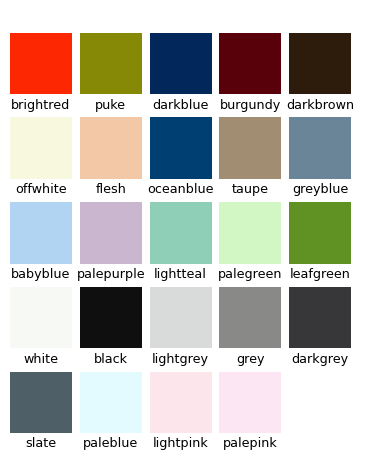 brightred puke darkblue burgundy darkbrown
offwhite flesh oceanblue taupe greyblue
babyblue palepurple lightteal palegreen leafgreen
white black lightgrey grey darkgrey
slate paleblue lightpink palepink